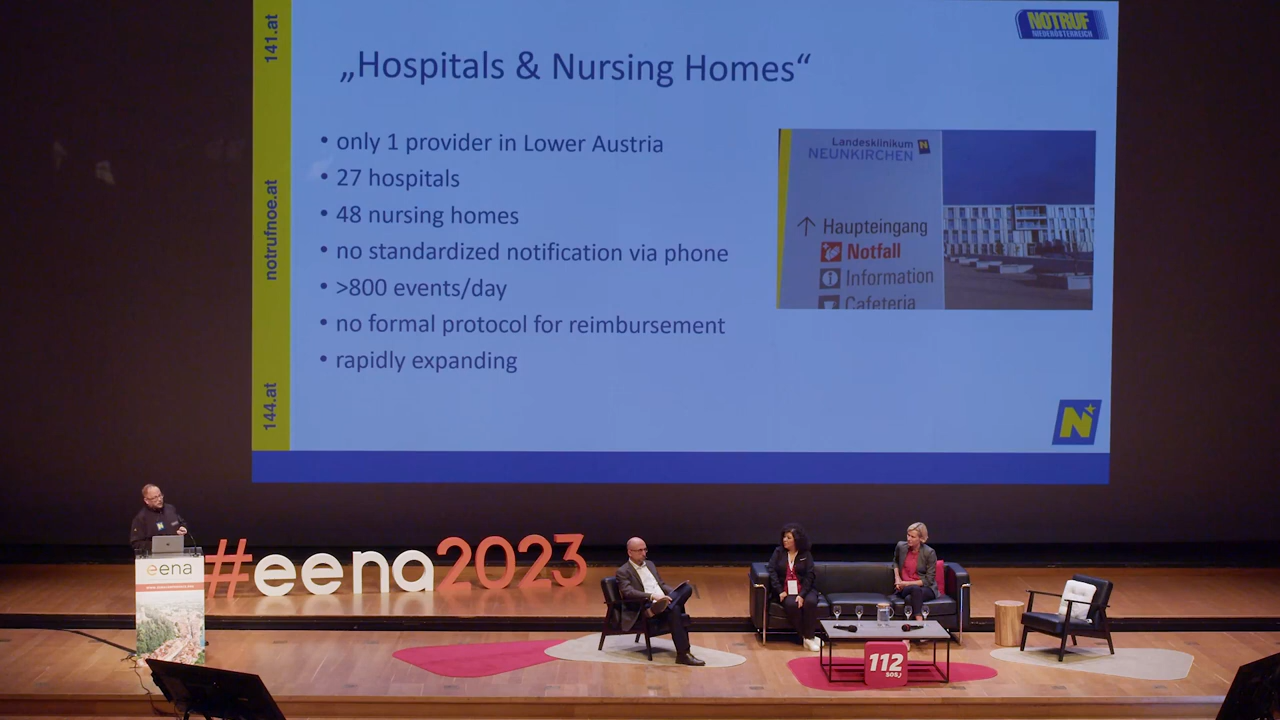 141.at
notrufnoe.at
144.at
NOTRUF
NIEDERÖSTERREICH
„Hospitals & Nursing Homes“
• only 1 provider in Lower Austria
• 27 hospitals
• 48 nursing homes
• no standardized notification via phone
• >800 events/day
• no formal protocol for reimbursement
• rapidly expanding
Landesklinikum
NEUNKIRCHEN
Haupteingang
Notfall
Information
Cafeteria
N
eena
#eena2023
112
SOS